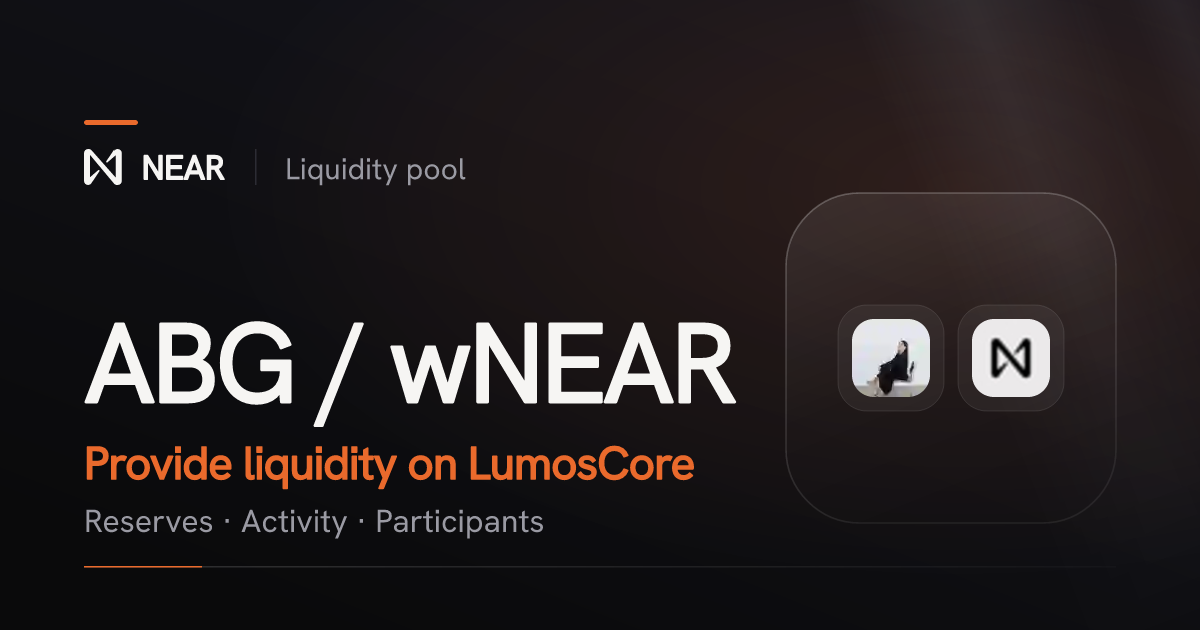 NEAR | Liquidity pool
ABG / wNEAR
Provide liquidity on LumosCore
Reserves · Activity · Participants